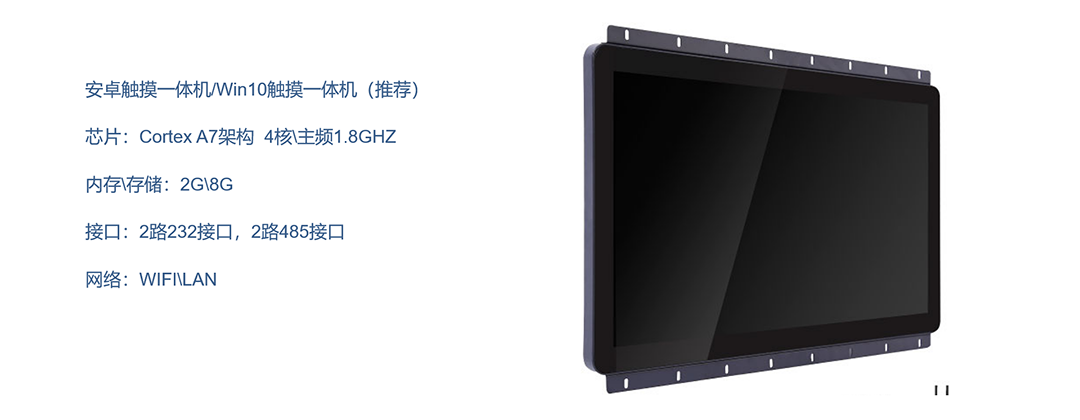 安卓触摸一体机/Win10触摸一体机（推荐）
芯片：Cortex A7架构 4核\主频1.8GHZ
内存\存储：2G\8G
接口：2路232接口，2路485接口
网络：WIFI\LAN